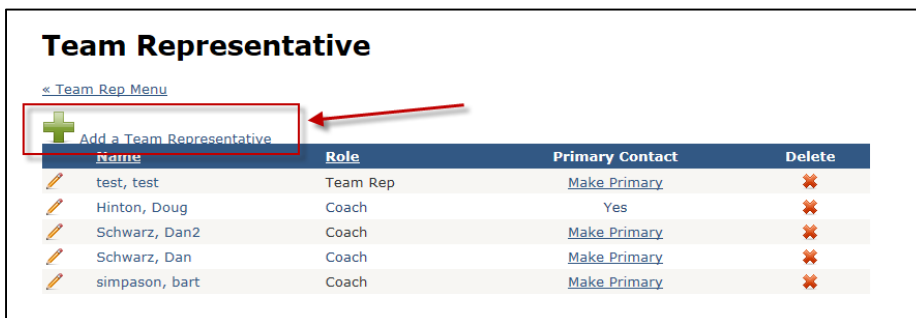 Team Representative
« Team Rep Menu
Add a Team Representative
Name Role Primary Contact Delete
test, test Team Rep Make Primary
Hinton, Doug Coach Yes
Schwarz, Dan2 Coach Make Primary
Schwarz, Dan Coach Make Primary
simpason, bart Coach Make Primary